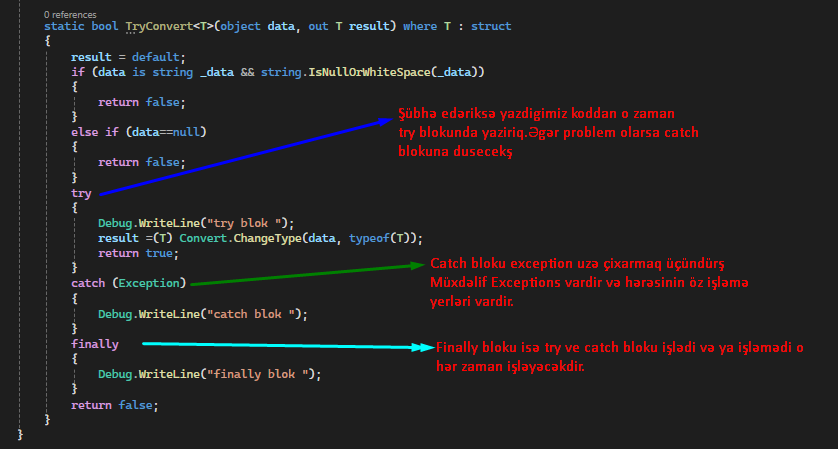 0 references
static bool TryConvert<T>(object data, out T result) where T : struct
{
result = default;
if (data is string _data && string.IsNullOrWhiteSpace(_data))
{
return false;
}
else if (data==null)
{
return false;
}
try
{
Debug.WriteLine("try blok ");
result =(T) Convert.ChangeType(data, typeof(T));
return true;
}
catch (Exception)
{
Debug.WriteLine("catch blok ");
}
finally
{
Debug.WriteLine("finally blok ");
}
return false;
}
}
Şübhə edəriksə yazdigimiz koddan o zaman
try blokunda yaziriq.Əgər problem olarsa catch
blokuna dusecekş
Catch bloku exception uzə çixarmaq üçündürş
Müxdəlif Exceptions vardir və hərəsinin öz işləmə
yerləri vardir.
Finally bloku isə try ve catch bloku işlədi və ya işləmədi o
hər zaman işləyəcəkdir.